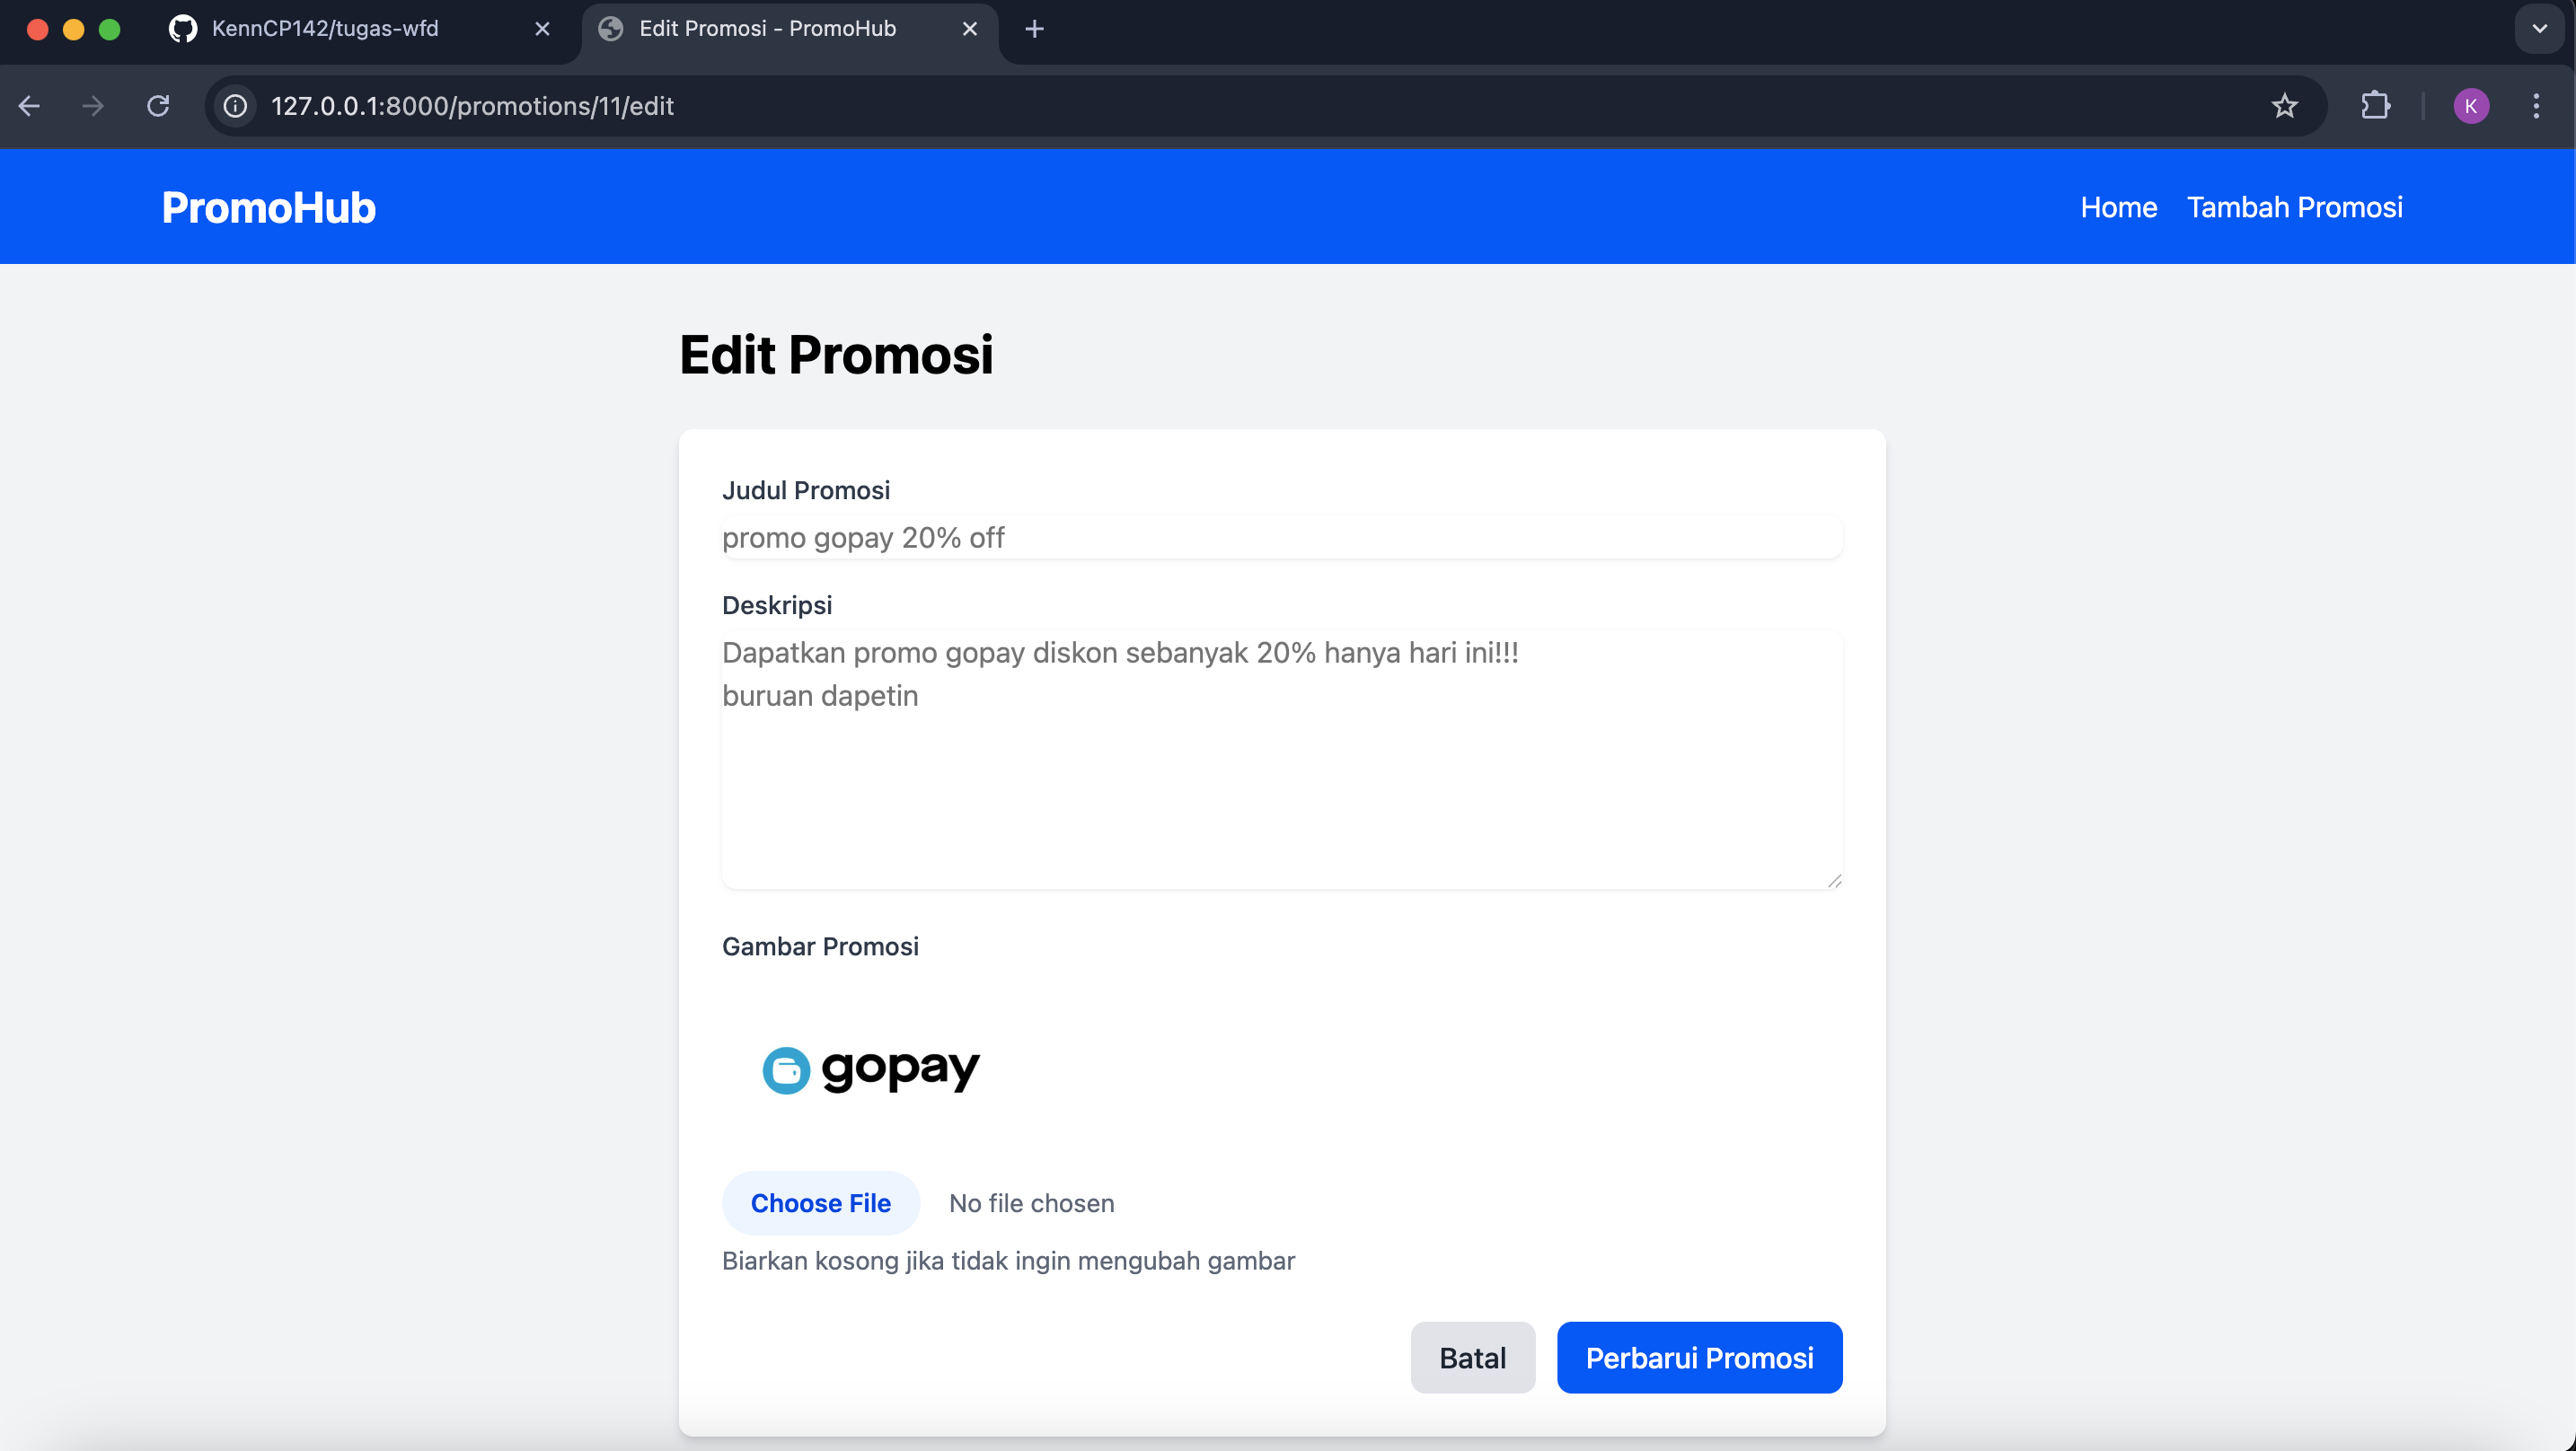 KennCP142/tugas-wfd
Edit Promosi - PromoHub
127.0.0.1:8000/promotions/11/edit
K
PromoHub
Home
Tambah Promosi
Edit Promosi
Judul Promosi
promo gopay 20% off
Deskripsi
Dapatkan promo gopay diskon sebanyak 20% hanya hari ini!!!
buruan dapetin
Gambar Promosi
gopay
Choose File
No file chosen
Biarkan kosong jika tidak ingin mengubah gambar
Batal
Perbarui Promosi